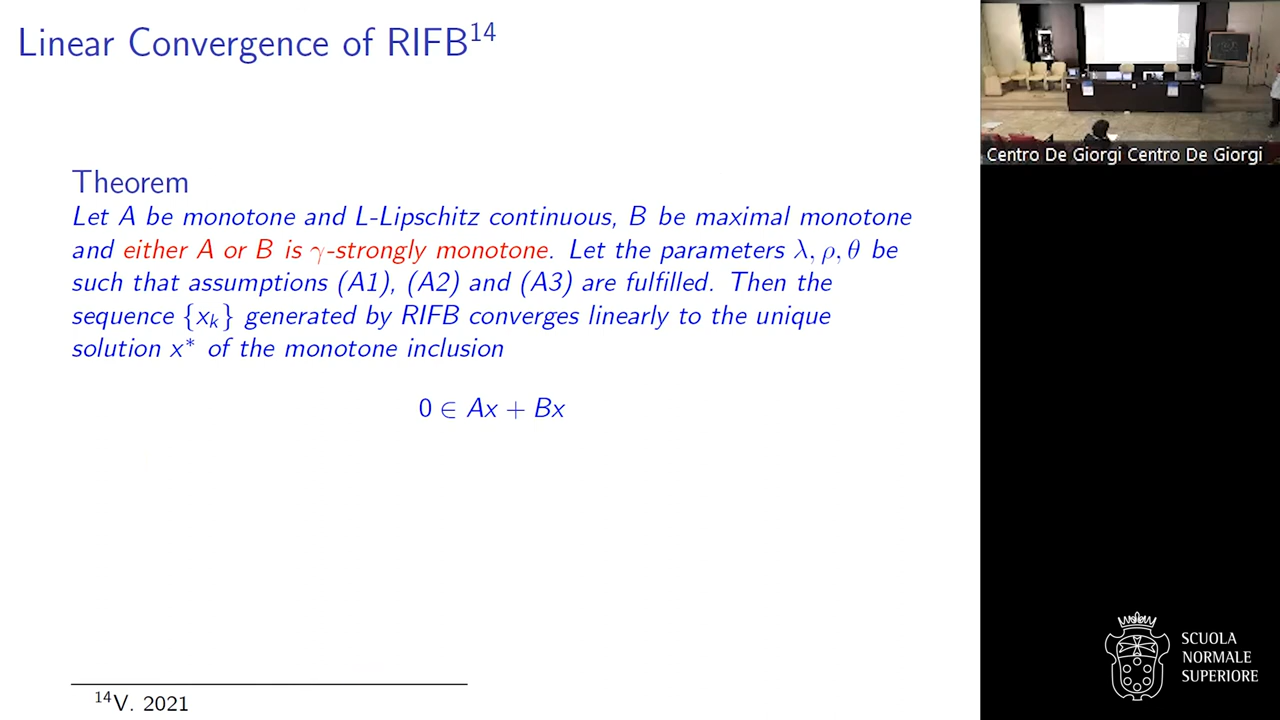 Linear Convergence of RIFB¹⁴
Theorem
Let A be monotone and L-Lipschitz continuous, B be maximal monotone
and either A or B is γ-strongly monotone. Let the parameters λ, ρ, θ be
such that assumptions (A1), (A2) and (A3) are fulfilled. Then the
sequence {xₖ} generated by RIFB converges linearly to the unique
solution x* of the monotone inclusion
0 ∈ Ax + Bx
¹⁴V. 2021
Centro De Giorgi Centro De Giorgi
SCUOLA
NORMALE
SUPERIORE